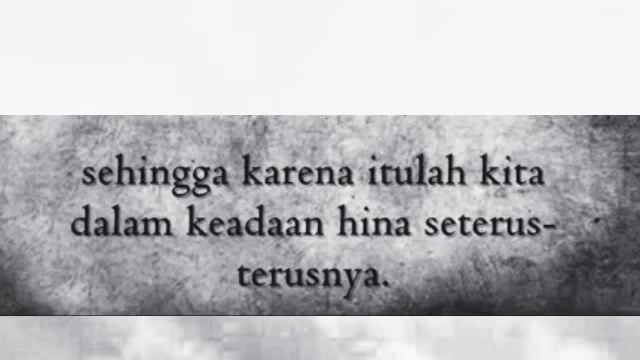 sehingga karena itulah kita
dalam keadaan hina seterus-
terusnya.